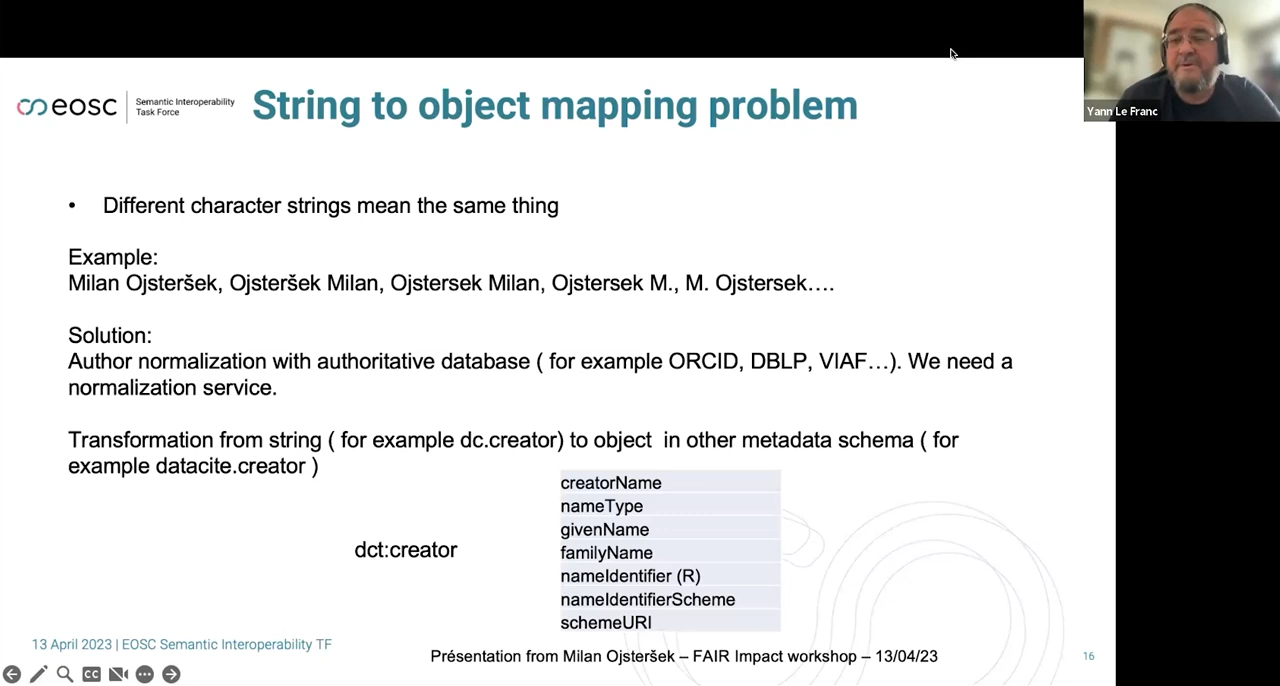 Yann Le Franc
eosc
Semantic Interoperability
Task Force
String to object mapping problem
• Different character strings mean the same thing
Example:
Milan Ojsteršek, Ojsteršek Milan, Ojstersek Milan, Ojstersek M., M. Ojstersek….
Solution:
Author normalization with authoritative database ( for example ORCID, DBLP, VIAF…). We need a
normalization service.
Transformation from string ( for example dc.creator) to object  in other metadata schema ( for
example datacite.creator )
dct:creator
creatorName
nameType
givenName
familyName
nameIdentifier (R)
nameIdentifierScheme
schemeURI
13 April 2023 | EOSC Semantic Interoperability TF
Présentation from Milan Ojsteršek – FAIR Impact workshop – 13/04/23
16
CC